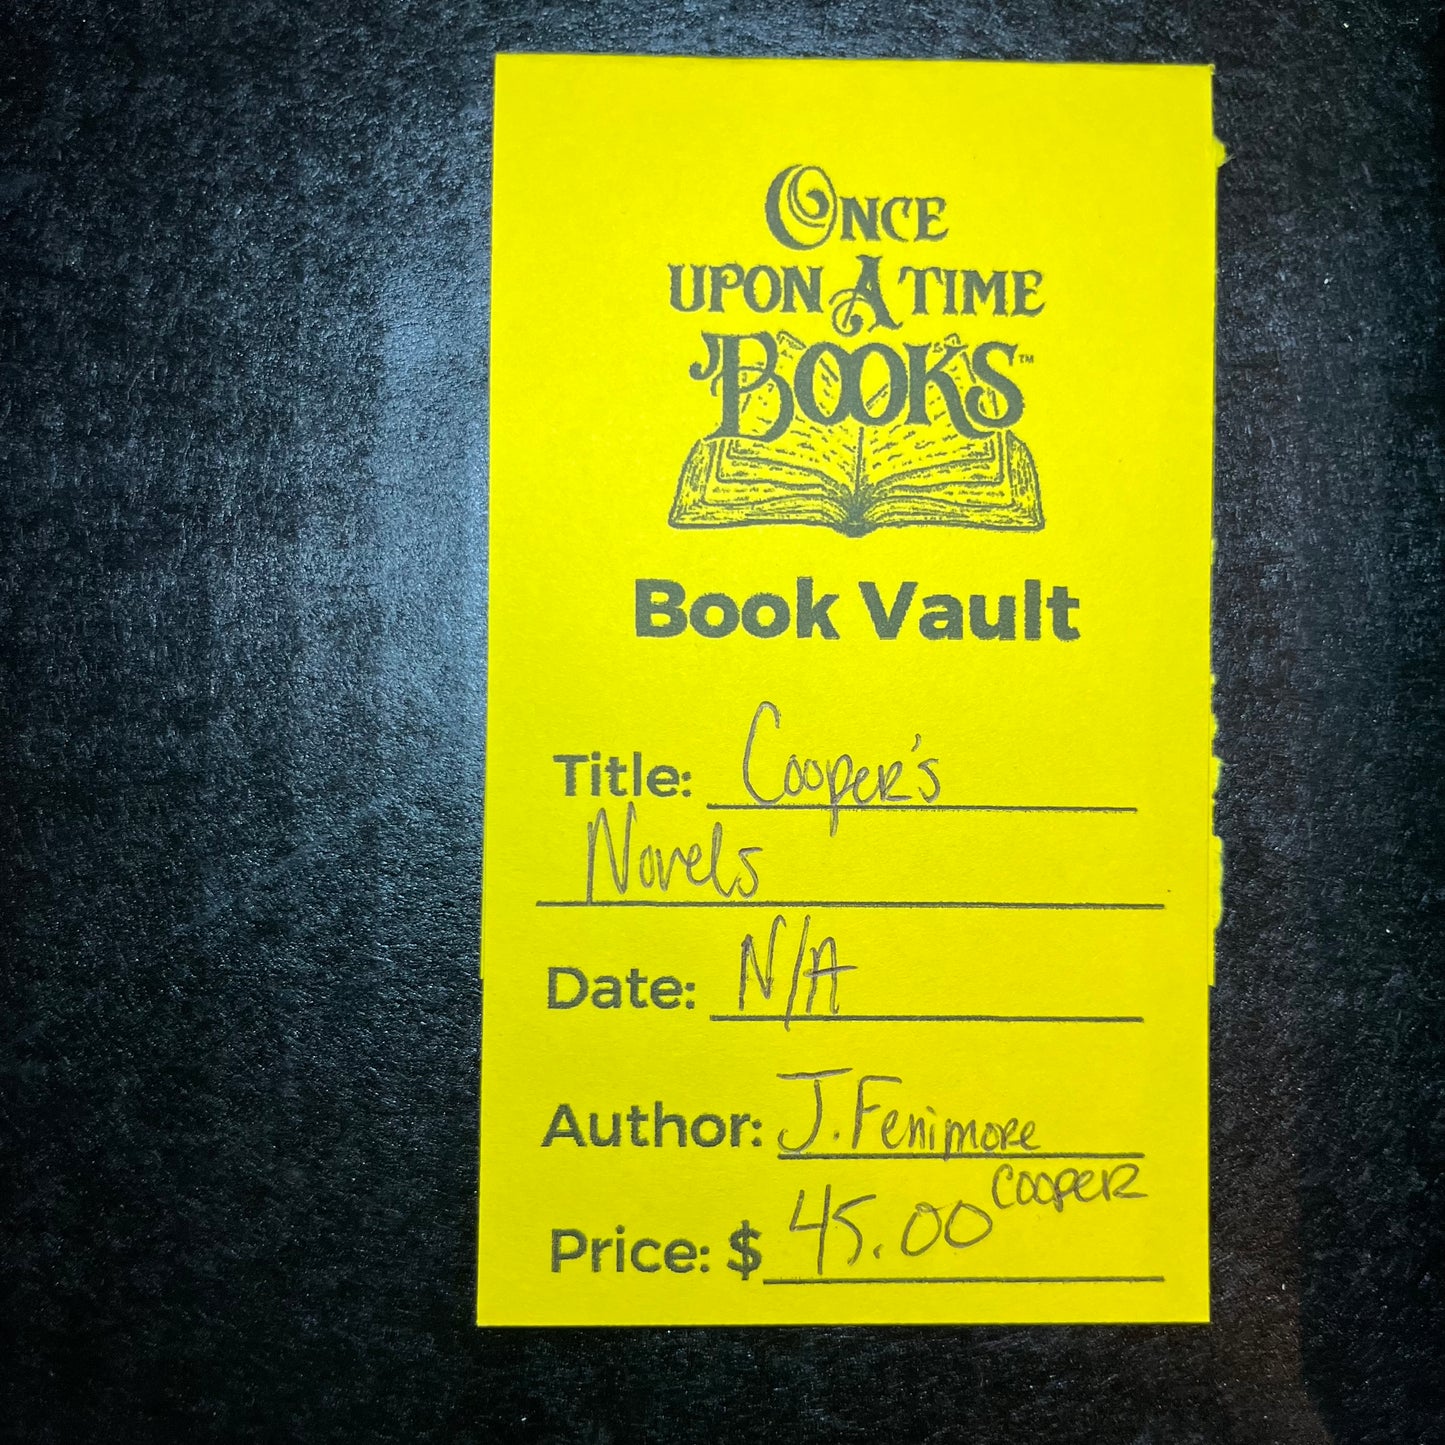 ONCE
UPON A TIME
BOOKS™
Book Vault
Title: Cooper's
Novels
Date: N/A
Author: J. Fenimore
Cooper
Price: $ 45.00